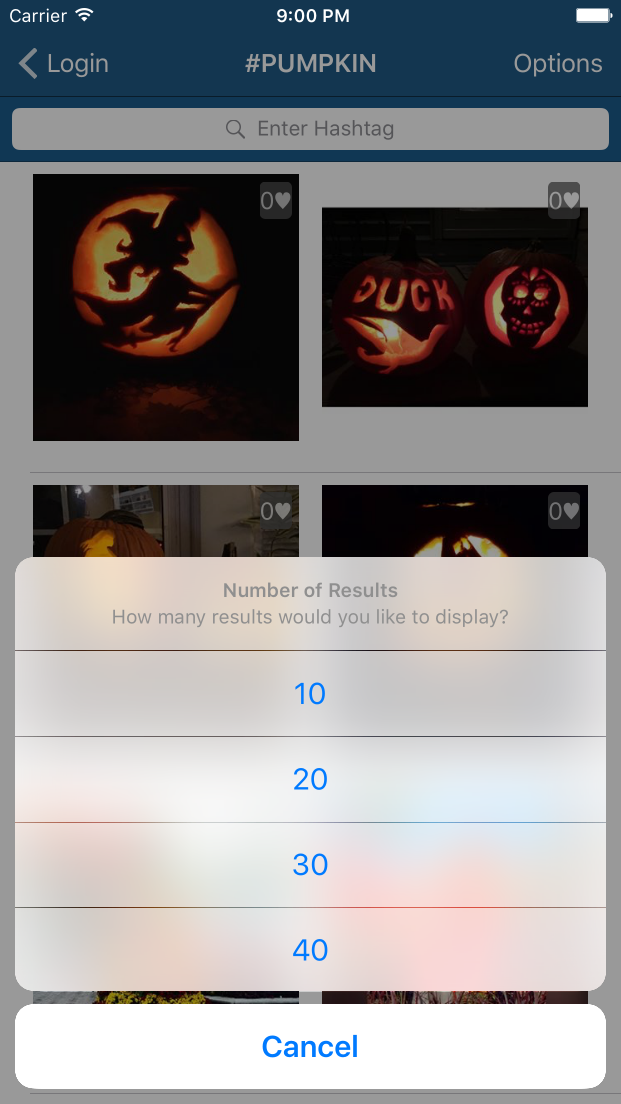 Carrier 9:00 PM
Login #PUMPKIN Options
Enter Hashtag
0♥ 0♥
DUCK
0♥ 0♥
Number of Results
How many results would you like to display?
10
20
30
40
Cancel